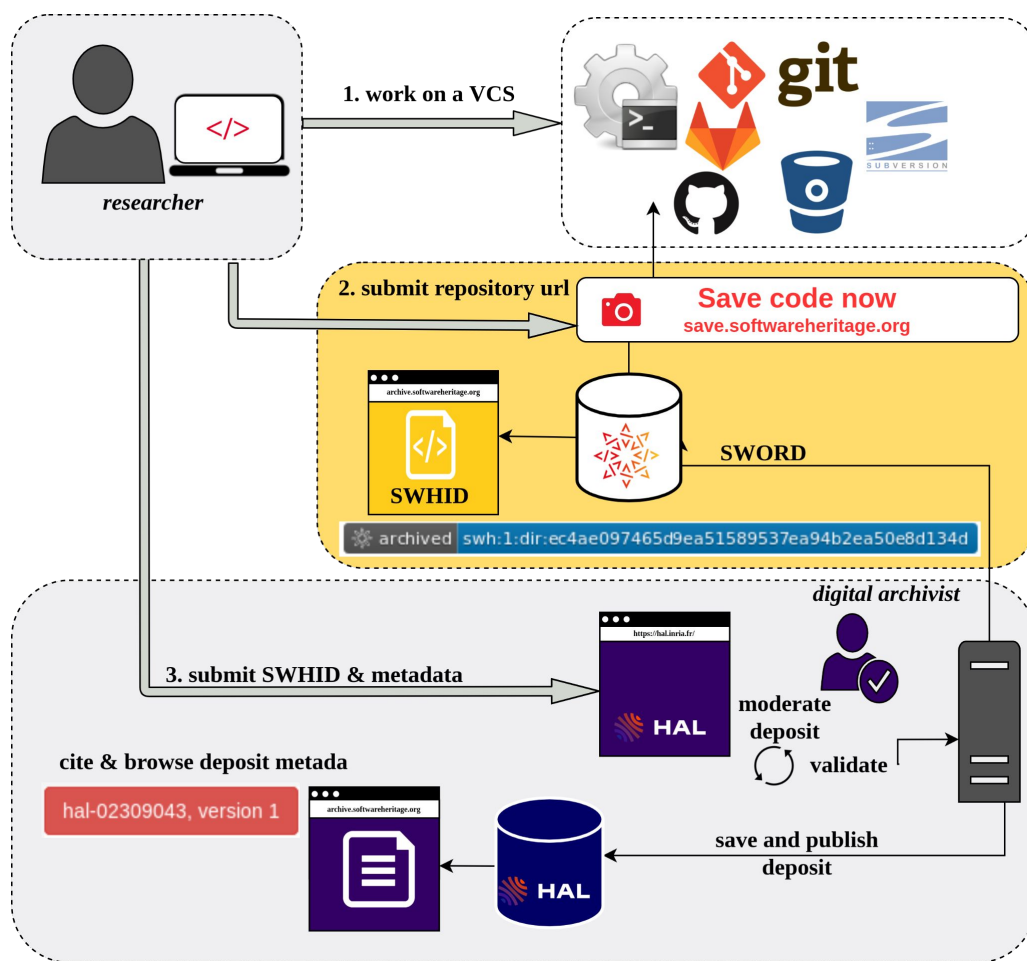 researcher
</>
1. work on a VCS
>_
git
SUBVERSION
2. submit repository url
Save code now
save.softwareheritage.org
archive.softwareheritage.org
</>
SWHID
SWORD
archived swh:1:dir:ec4ae097465d9ea51589537ea94b2ea50e8d134d
digital archivist
https://hal.inria.fr/
3. submit SWHID & metadata
HAL
moderate
deposit
validate
cite & browse deposit metada
hal-02309043, version 1
archive.softwareheritage.org
HAL
save and publish
deposit